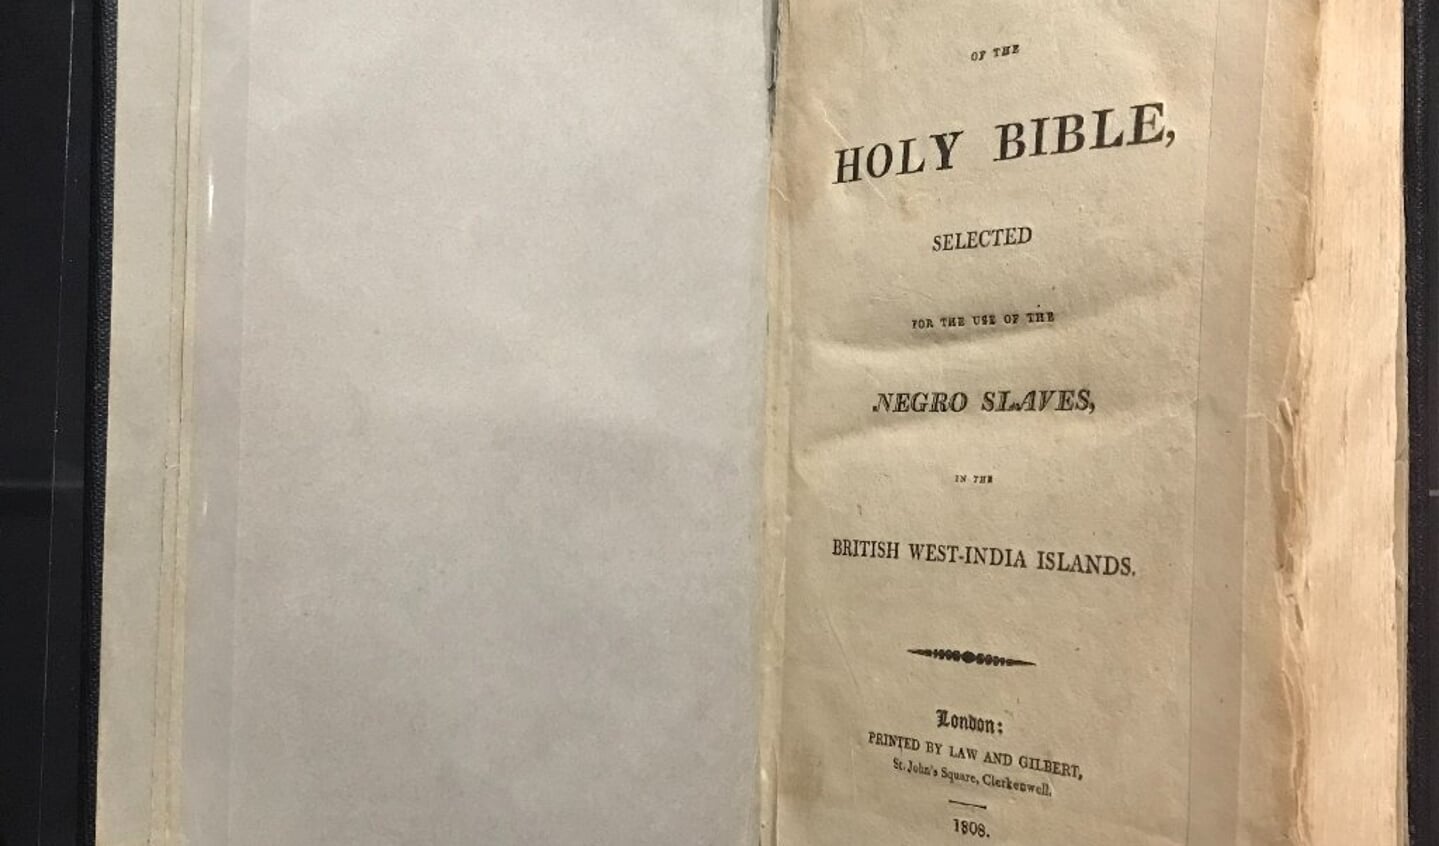 OF THE
HOLY BIBLE,
SELECTED
FOR THE USE OF THE
NEGRO SLAVES,
IN THE
BRITISH WEST-INDIA ISLANDS.
London:
PRINTED BY LAW AND GILBERT,
St. John's Square, Clerkenwell.
1808.